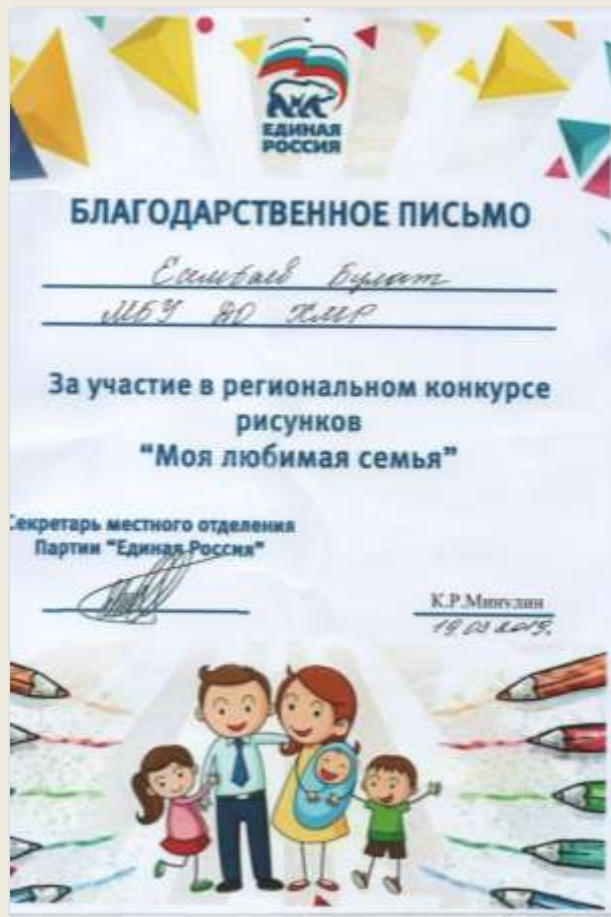 ЕДИНАЯ
РОССИЯ
БЛАГОДАРСТВЕННОЕ ПИСЬМО
Булат
МБУ ДО ХМР
За участие в региональном конкурсе
рисунков
“Моя любимая семья”
Секретарь местного отделения
Партии “Единая Россия”
К.Р.Минулин
19 03 2019.